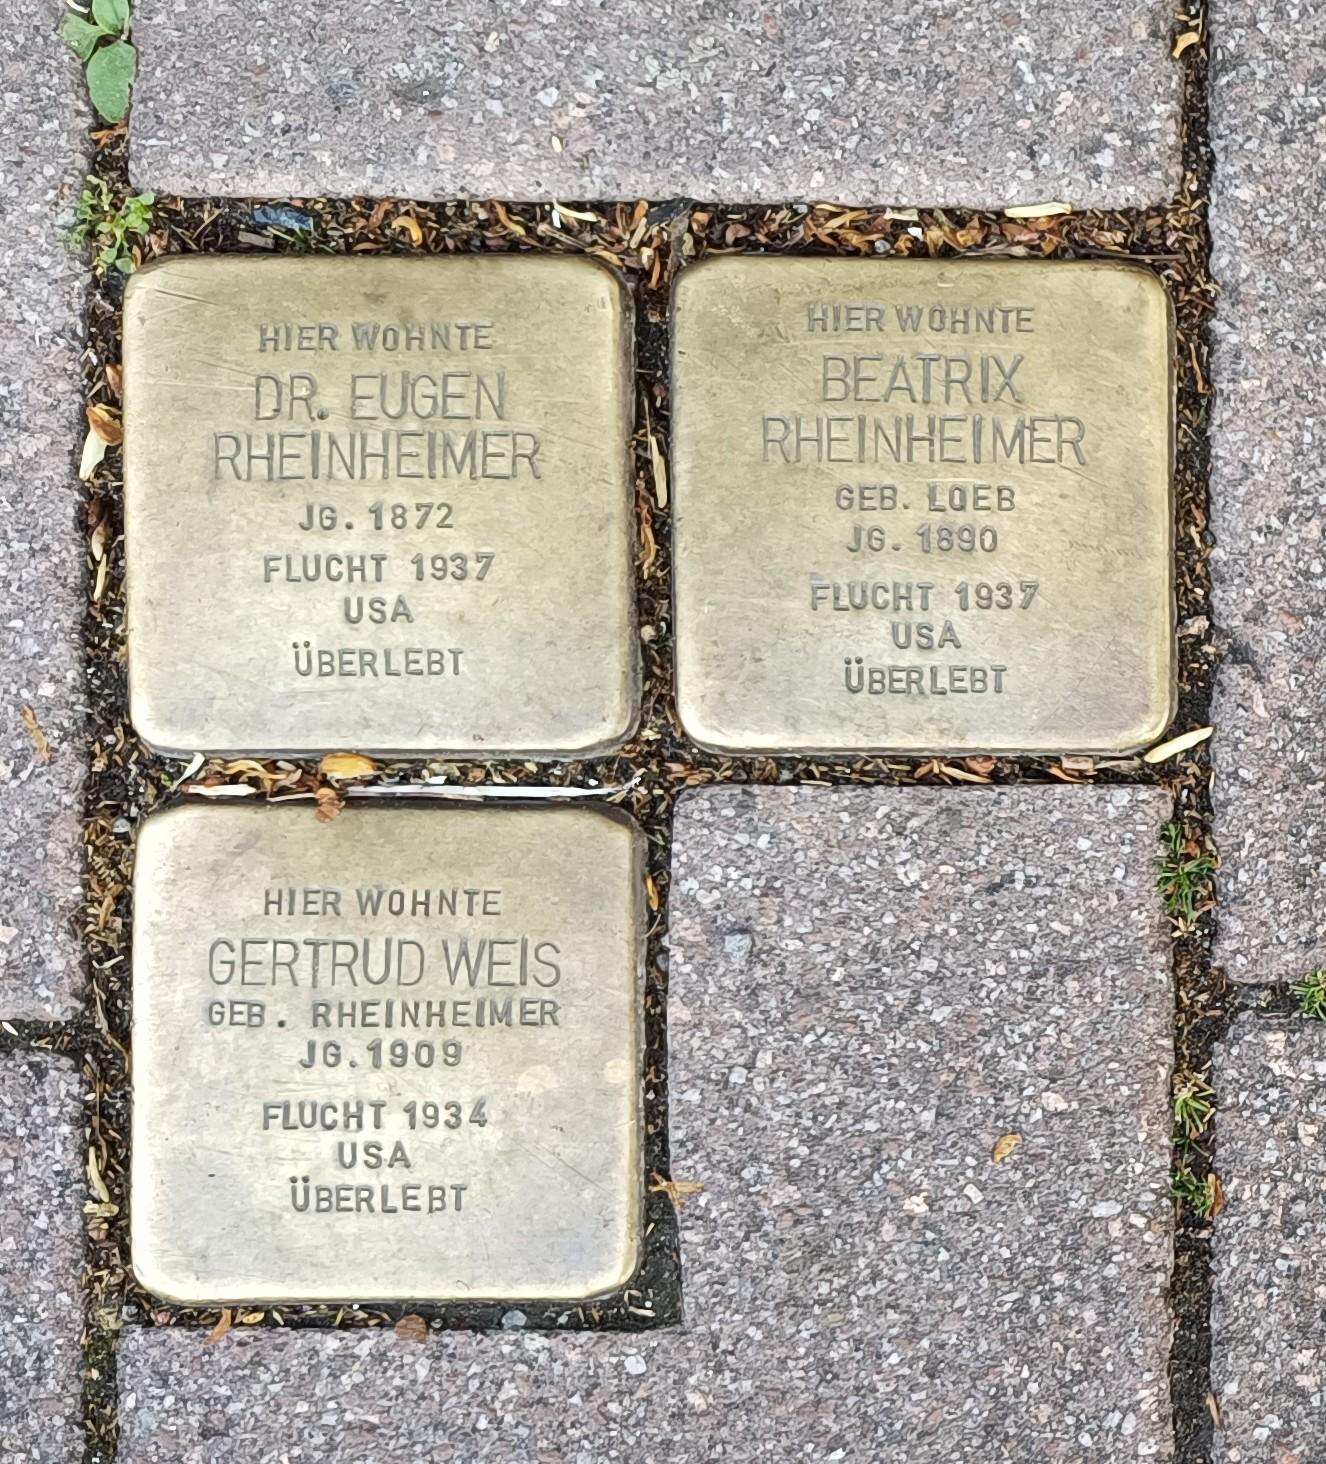 HIER WOHNTE
DR. EUGEN
RHEINHEIMER
JG. 1872
FLUCHT 1937
USA
ÜBERLEBT
HIER WOHNTE
BEATRIX
RHEINHEIMER
GEB. LOEB
JG. 1890
FLUCHT 1937
USA
ÜBERLEBT
HIER WOHNTE
GERTRUD WEIS
GEB. RHEINHEIMER
JG. 1909
FLUCHT 1934
USA
ÜBERLEBT